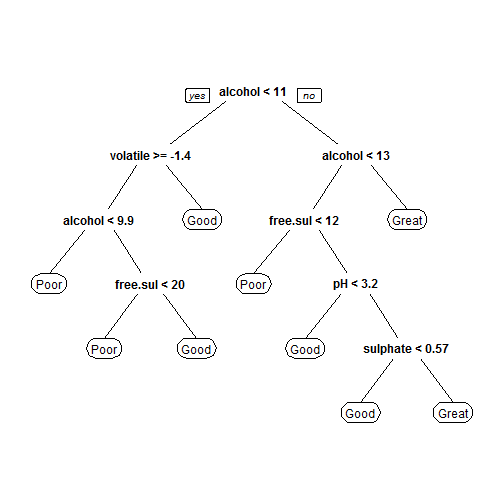 yes alcohol < 11 no
volatile >= -1.4 alcohol < 13
alcohol < 9.9 Good free.sul < 12 Great
Poor free.sul < 20 Poor pH < 3.2
Poor Good Good sulphate < 0.57
Good Great